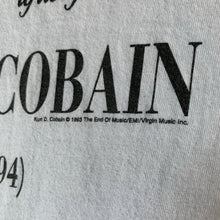 COBAIN
Kurt D. Cobain © 1993 The End Of Music/EMI/Virgin Music Inc.
94)